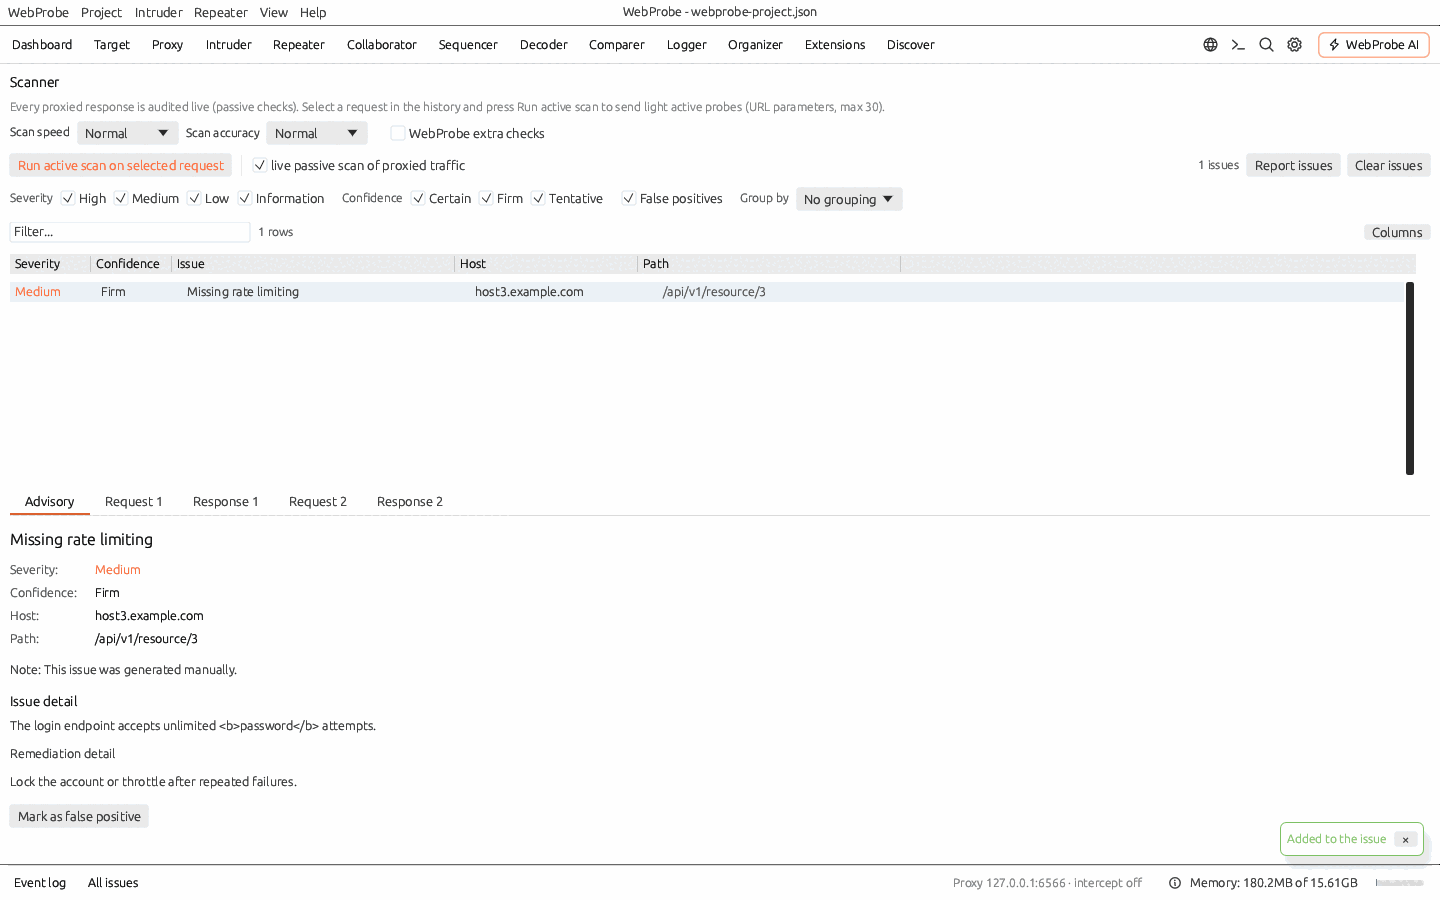 WebProbe Project Intruder Repeater View Help
WebProbe - webprobe-project.json
Dashboard Target Proxy Intruder Repeater Collaborator Sequencer Decoder Comparer Logger Organizer Extensions Discover WebProbe AI
Scanner
Every proxied response is audited live (passive checks). Select a request in the history and press Run active scan to send light active probes (URL parameters, max 30).
Scan speed Normal Scan accuracy Normal WebProbe extra checks
Run active scan on selected request live passive scan of proxied traffic 1 issues Report issues Clear issues
Severity High Medium Low Information Confidence Certain Firm Tentative False positives Group by No grouping
Filter... 1 rows Columns
Severity Confidence Issue Host Path
Medium Firm Missing rate limiting host3.example.com /api/v1/resource/3
Advisory Request 1 Response 1 Request 2 Response 2
Missing rate limiting
Severity: Medium
Confidence: Firm
Host: host3.example.com
Path: /api/v1/resource/3
Note: This issue was generated manually.
Issue detail
The login endpoint accepts unlimited <b>password</b> attempts.
Remediation detail
Lock the account or throttle after repeated failures.
Mark as false positive
Added to the issue ×
Event log All issues Proxy 127.0.0.1:6566 · intercept off Memory: 180.2MB of 15.61GB